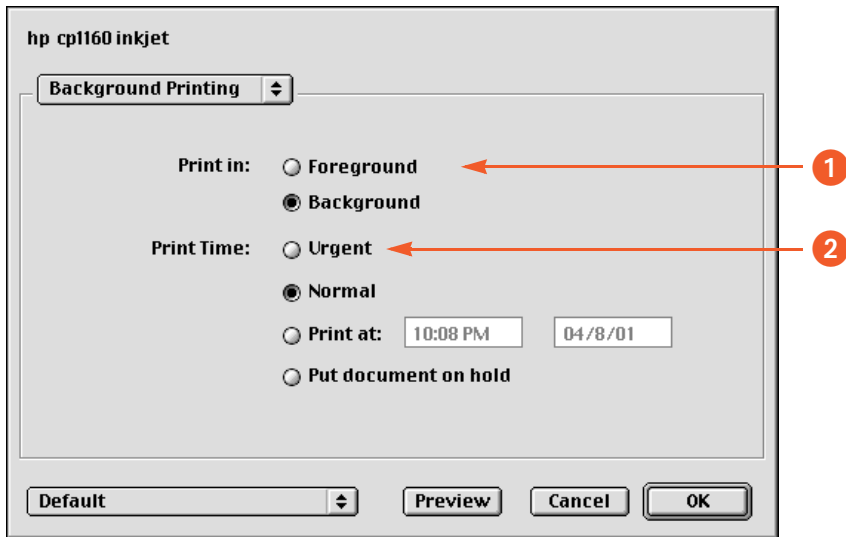 hp cp1160 inkjet
Background Printing
Print in: Foreground 1
Background
Print Time: Urgent 2
Normal
Print at: 10:08 PM 04/8/01
Put document on hold
Default Preview Cancel OK